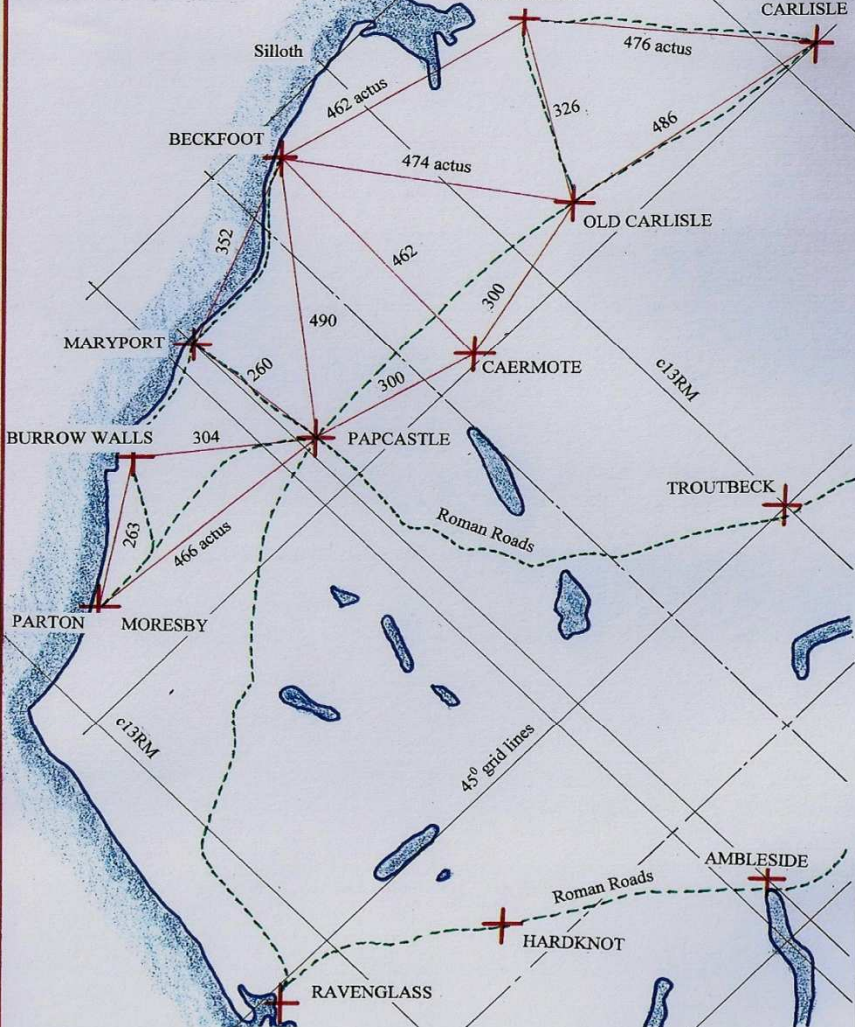 CARLISLE
Silloth
476 actus
462 actus
326
486
BECKFOOT
474 actus
OLD CARLISLE
352
462
300
490
MARYPORT
260
c13RM
CAERMOTE
300
BURROW WALLS
304
PAPCASTLE
TROUTBECK
263
466 actus
Roman Roads
PARTON
MORESBY
c13RM
45⁰ grid lines
AMBLESIDE
Roman Roads
HARDKNOT
RAVENGLASS